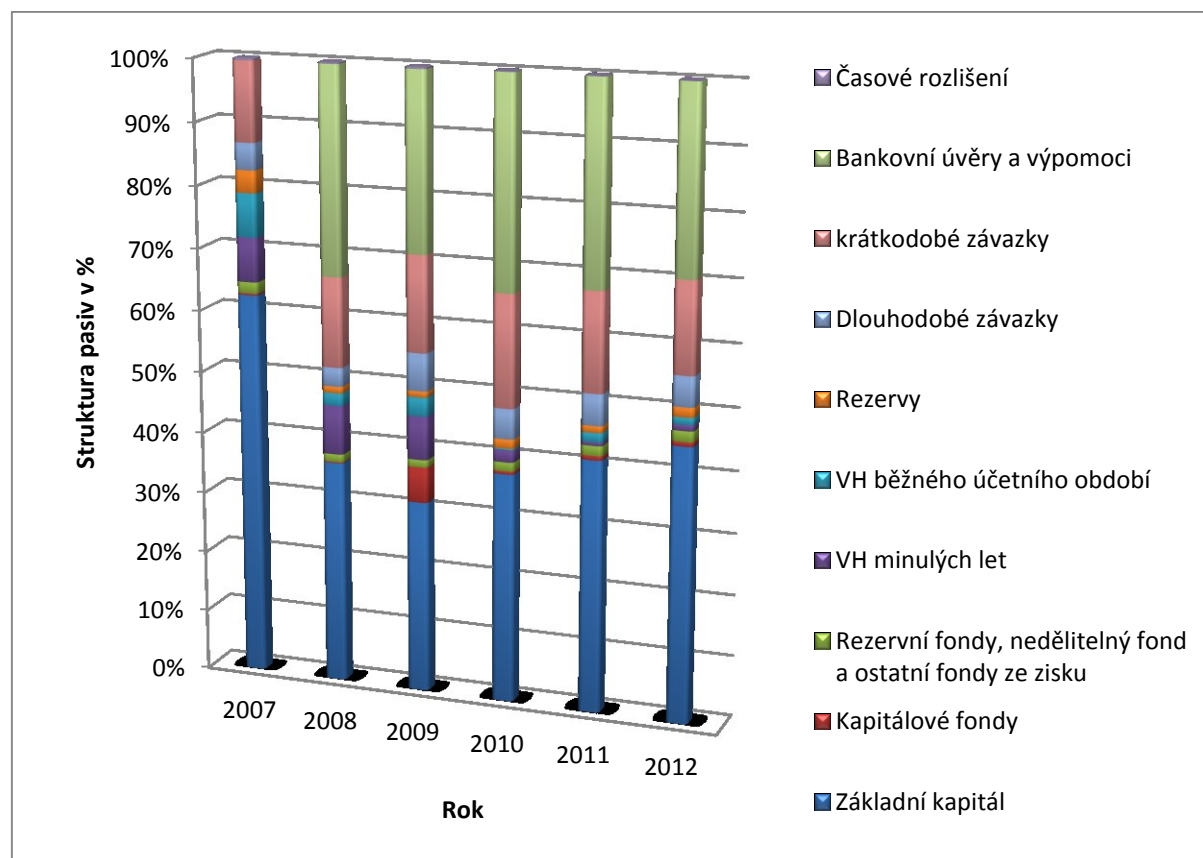 100%
90%
80%
70%
60%
50%
40%
30%
20%
10%
0%
Struktura pasiv v %
2007
2008
2009
2010
2011
2012
Rok
Časové rozlišení
Bankovní úvěry a výpomoci
krátkodobé závazky
Dlouhodobé závazky
Rezervy
VH běžného účetního období
VH minulých let
Rezervní fondy, nedělitelný fond
a ostatní fondy ze zisku
Kapitálové fondy
Základní kapitál